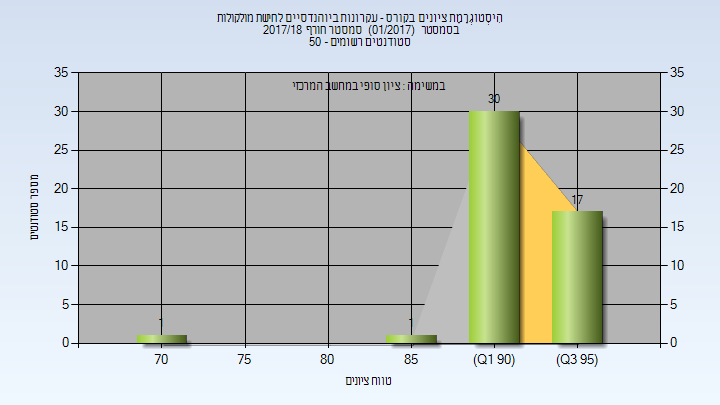 הִיסְטוֹגְרָמַת ציונים בקורס - עקרונות ביוהנדסיים לחישת מולקולות
בסמסטר (01/2017) סמסטר חורף 2017/18
סטודנטים רשומים - 50
במשימה : ציון סופי במחשב המרכזי
מספר סטודנטים
35 35
30 30
25 25
20 20
15 15
10 10
5 5
0 0
1 1 30 17
70 75 80 85 (Q1 90) (Q3 95)
טווח ציונים